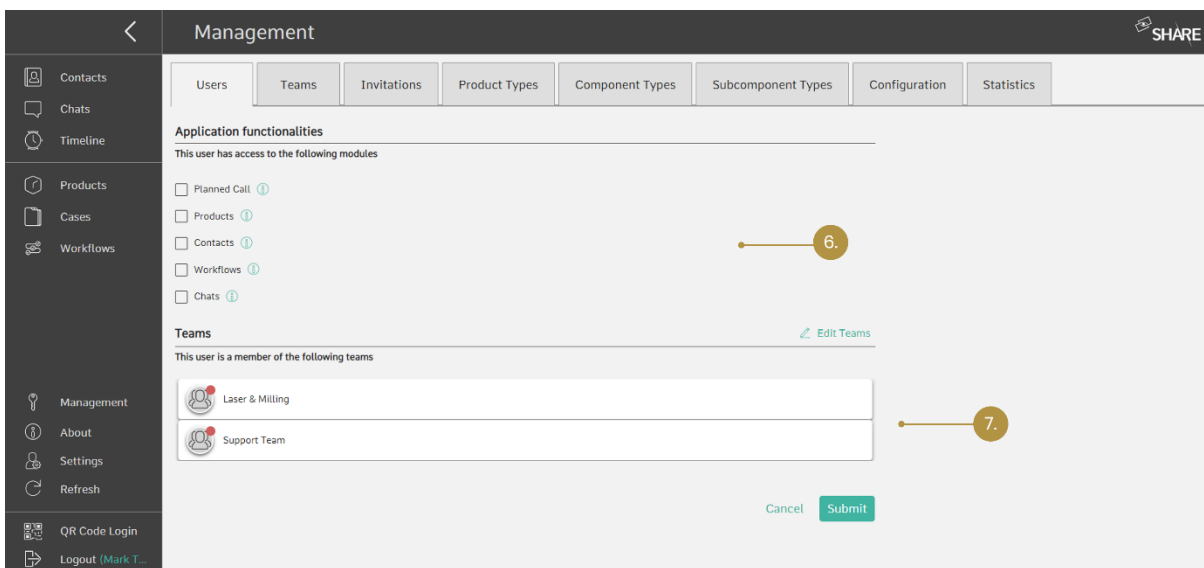 Management
SHARE
Contacts
Chats
Timeline
Products
Cases
Workflows
Management
About
Settings
Refresh
QR Code Login
Logout (Mark T...
Users
Teams
Invitations
Product Types
Component Types
Subcomponent Types
Configuration
Statistics
Application functionalities
This user has access to the following modules
Planned Call
Products
Contacts
Workflows
Chats
6.
Teams
Edit Teams
This user is a member of the following teams
Laser & Milling
Support Team
7.
Cancel
Submit